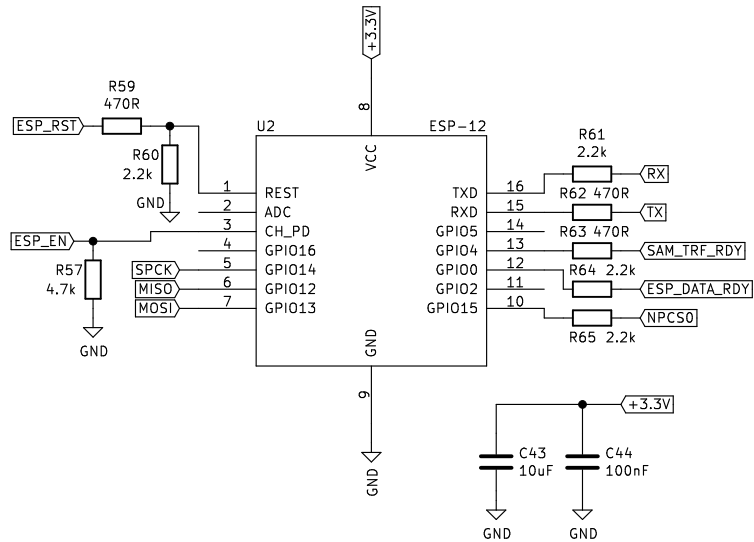 +3.3V
R59
470R
ESP_RST
R60
2.2k
GND
8
U2
ESP-12
VCC
R61
2.2k
1
REST
TXD
16
RX
2
ADC
RXD
15
R62 470R
TX
3
CH_PD
GPIO5
14
R63 470R
ESP_EN
4
GPIO16
GPIO4
13
SAM_TRF_RDY
R57
4.7k
SPCK
5
GPIO14
GPIO0
12
R64 2.2k
MISO
6
GPIO12
GPIO2
11
ESP_DATA_RDY
MOSI
7
GPIO13
GPIO15
10
NPCS0
R65 2.2k
GND
GND
9
GND
+3.3V
C43
10uF
C44
100nF
GND
GND